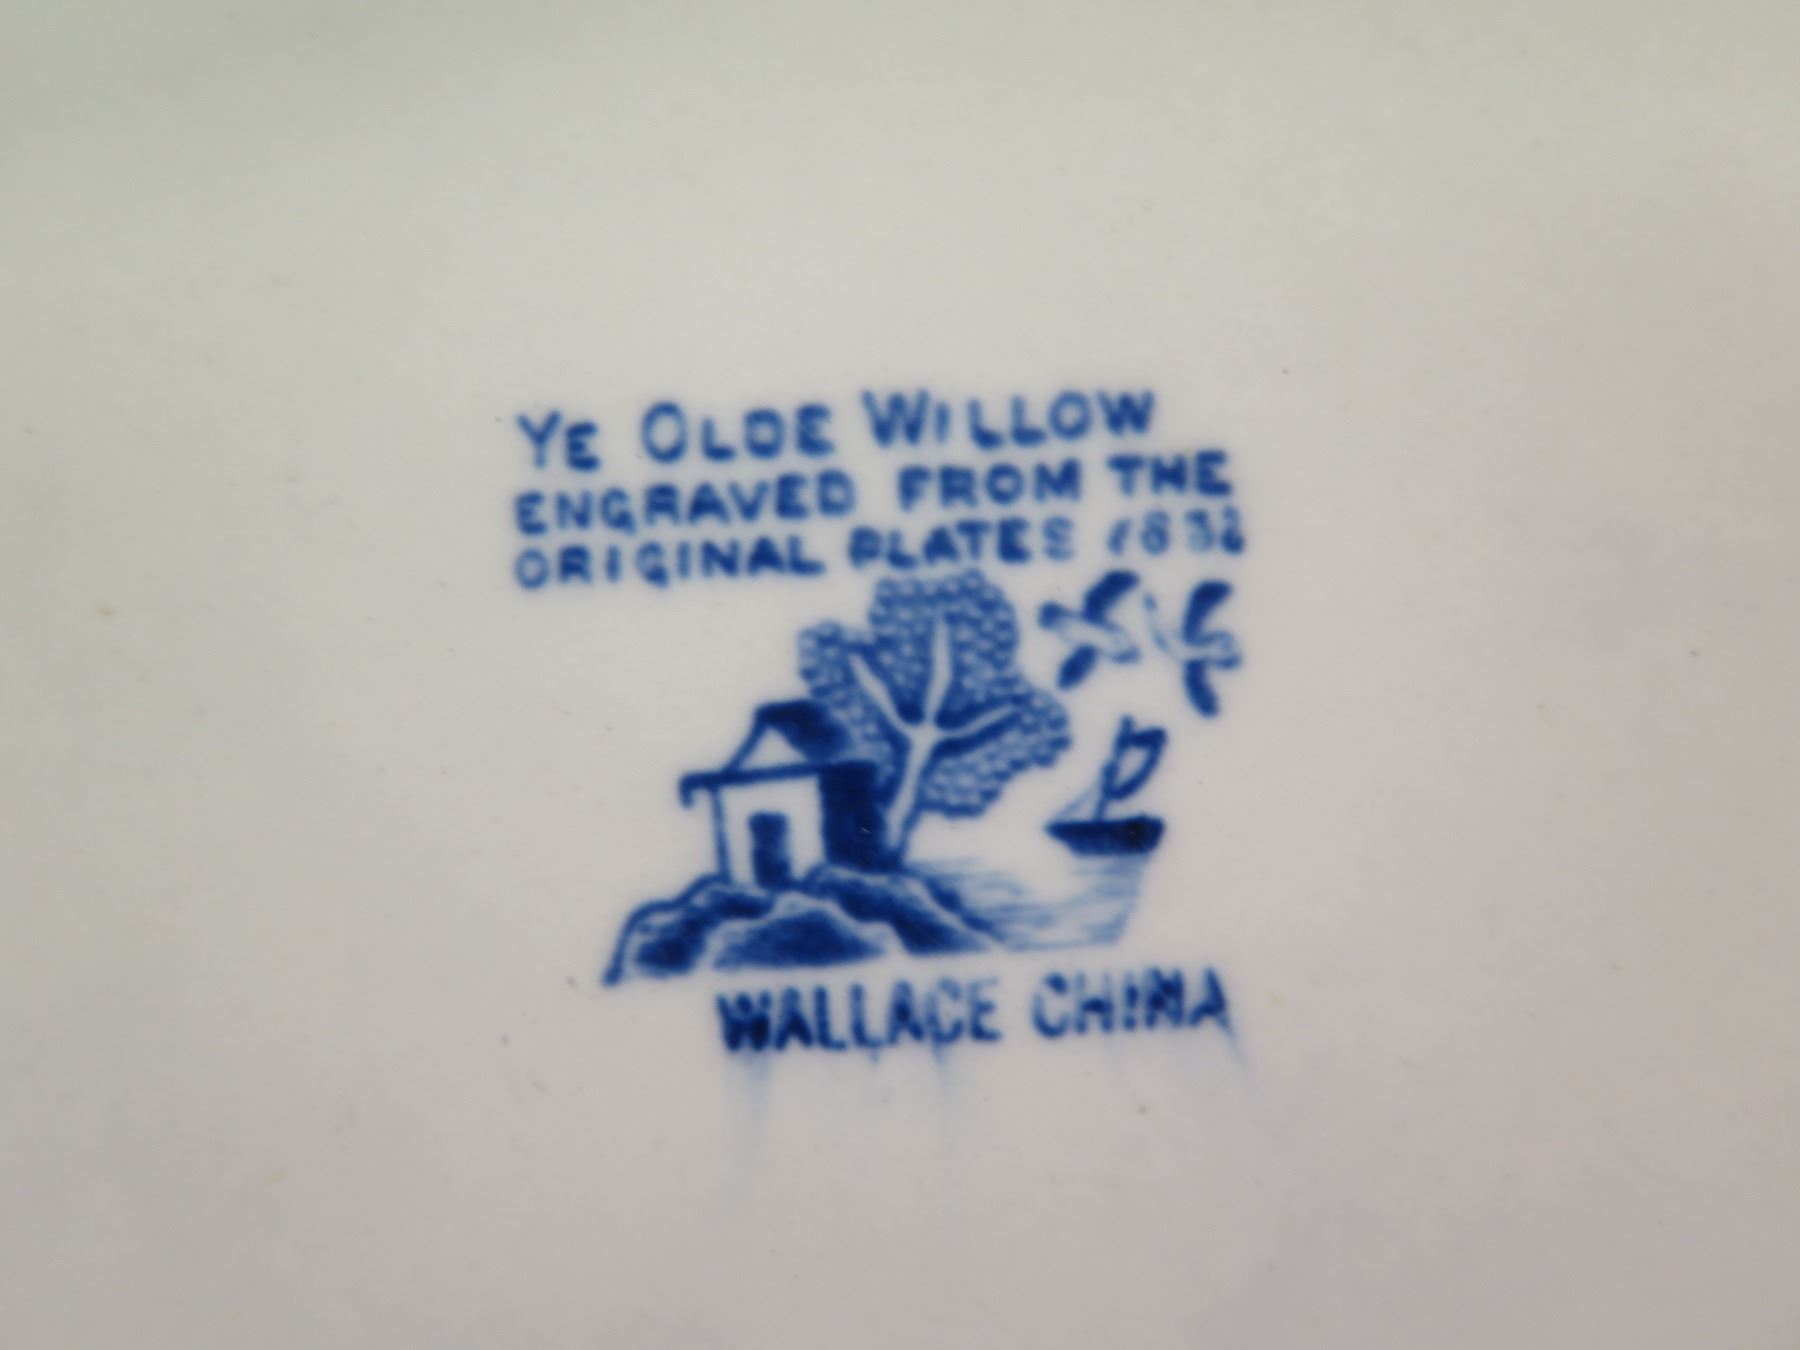 YE OLDE WILLOW
ENGRAVED FROM THE
ORIGINAL PLATES 1832
WALLACE CHINA